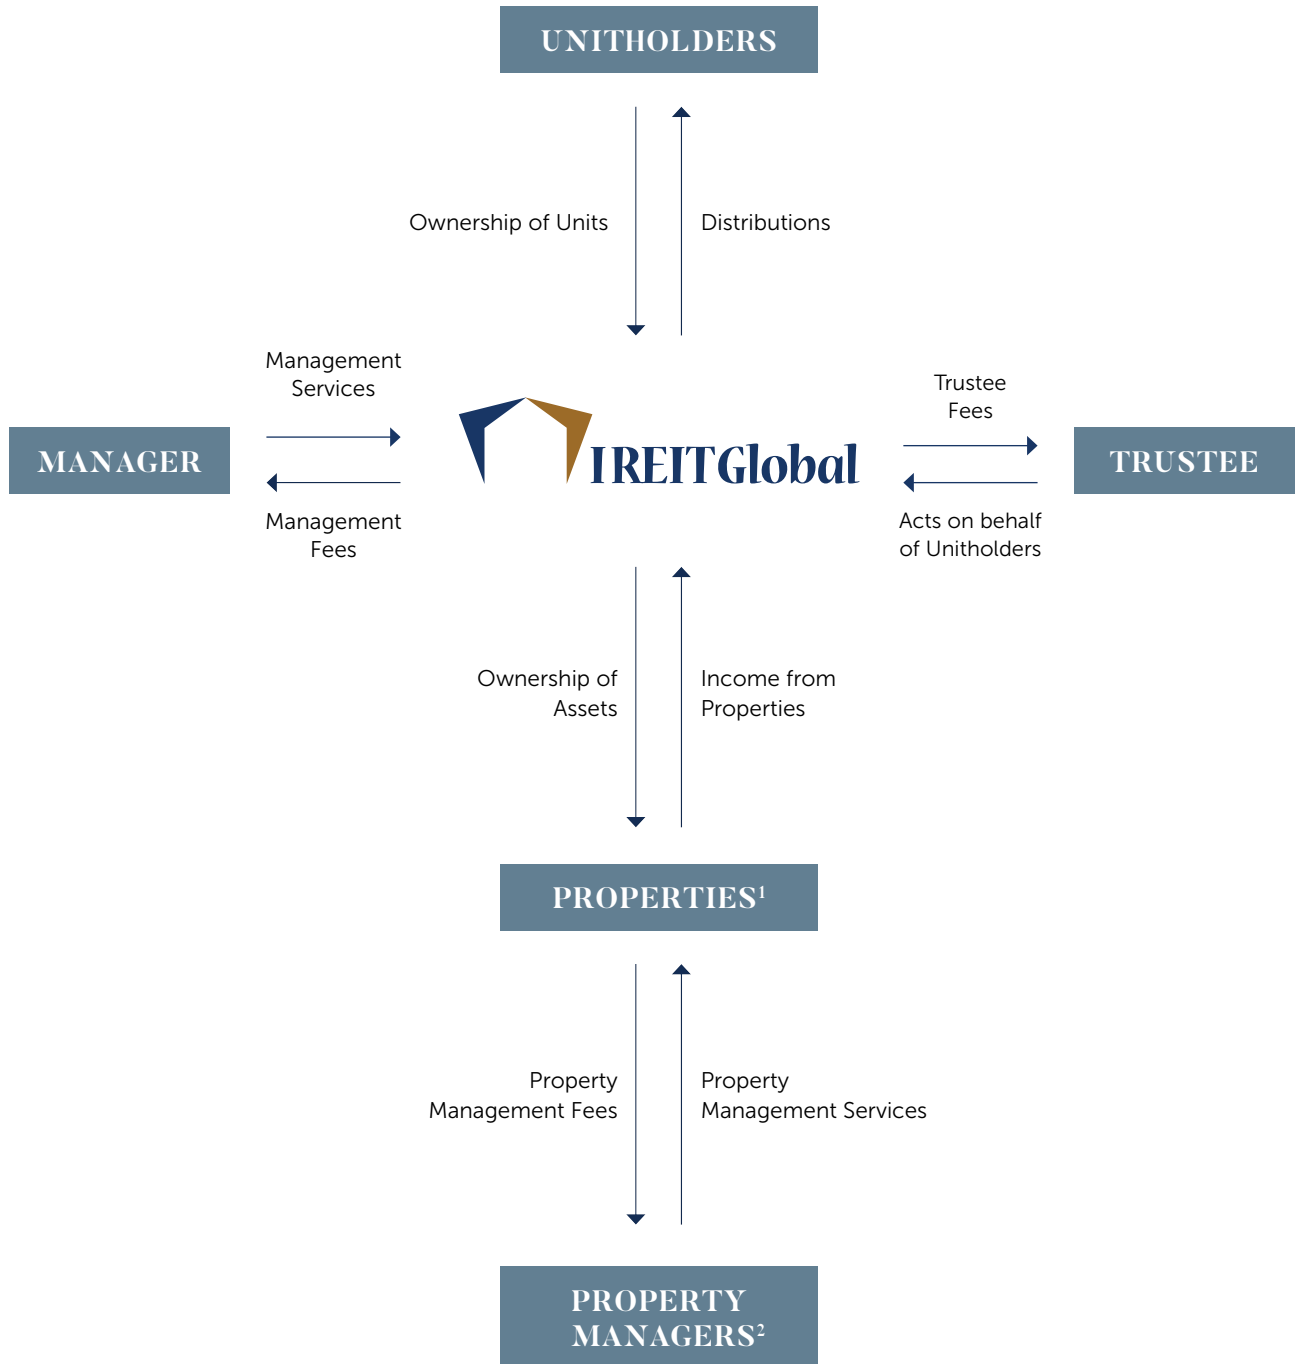 UNITHOLDERS
Ownership of Units
Distributions
Management
Services
Trustee
Fees
MANAGER
IREITGlobal
TRUSTEE
Management
Fees
Acts on behalf
of Unitholders
Ownership of
Assets
Income from
Properties
PROPERTIES¹
Property
Management Fees
Property
Management Services
PROPERTY
MANAGERS²